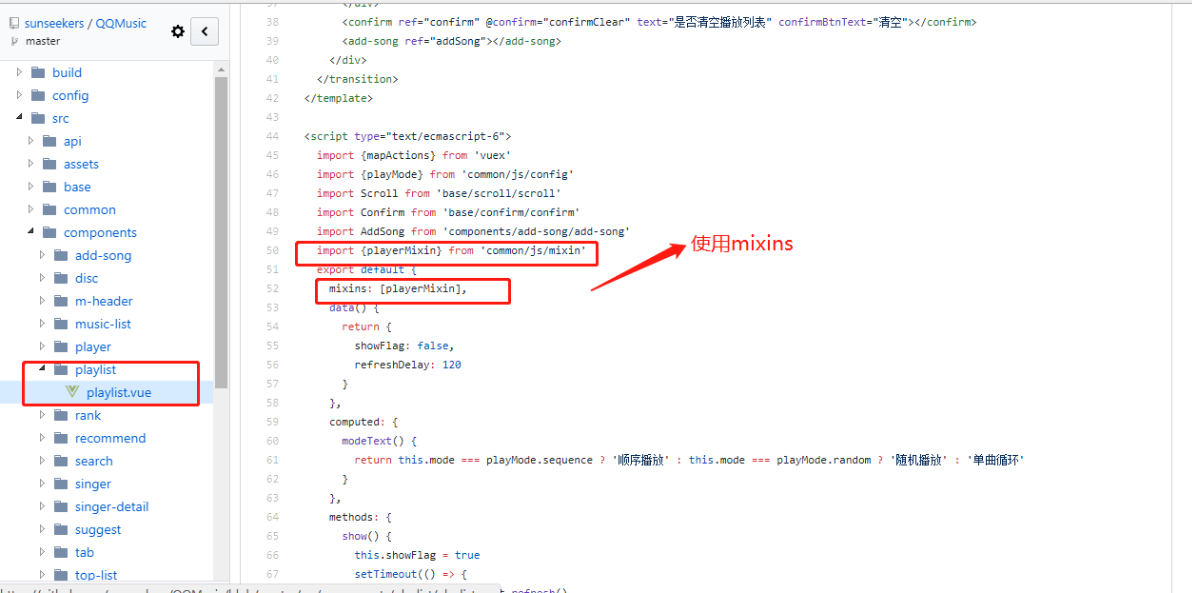 sunseekers / QQMusic
master
build
config
src
api
assets
base
common
components
add-song
disc
m-header
music-list
player
playlist
playlist.vue
rank
recommend
search
singer
singer-detail
suggest
tab
top-list
38 <confirm ref="confirm" @confirm="confirmClear" text="是否清空播放列表" confirmBtnText="清空"></confirm>
39 <add-song ref="addSong"></add-song>
40 </div>
41 </transition>
42 </template>
43
44 <script type="text/ecmascript-6">
45 import {mapActions} from 'vuex'
46 import {playMode} from 'common/js/config'
47 import Scroll from 'base/scroll/scroll'
48 import Confirm from 'base/confirm/confirm'
49 import AddSong from 'components/add-song/add-song'
50 import {playerMixin} from 'common/js/mixin'
51 export default {
52 mixins: [playerMixin],
53 data() {
54 return {
55 showFlag: false,
56 refreshDelay: 120
57 }
58 },
59 computed: {
60 modeText() {
61 return this.mode === playMode.sequence ? '顺序播放' : this.mode === playMode.random ? '随机播放' : '单曲循环'
62 }
63 },
64 methods: {
65 show() {
66 this.showFlag = true
67 setTimeout(() => {
使用mixins